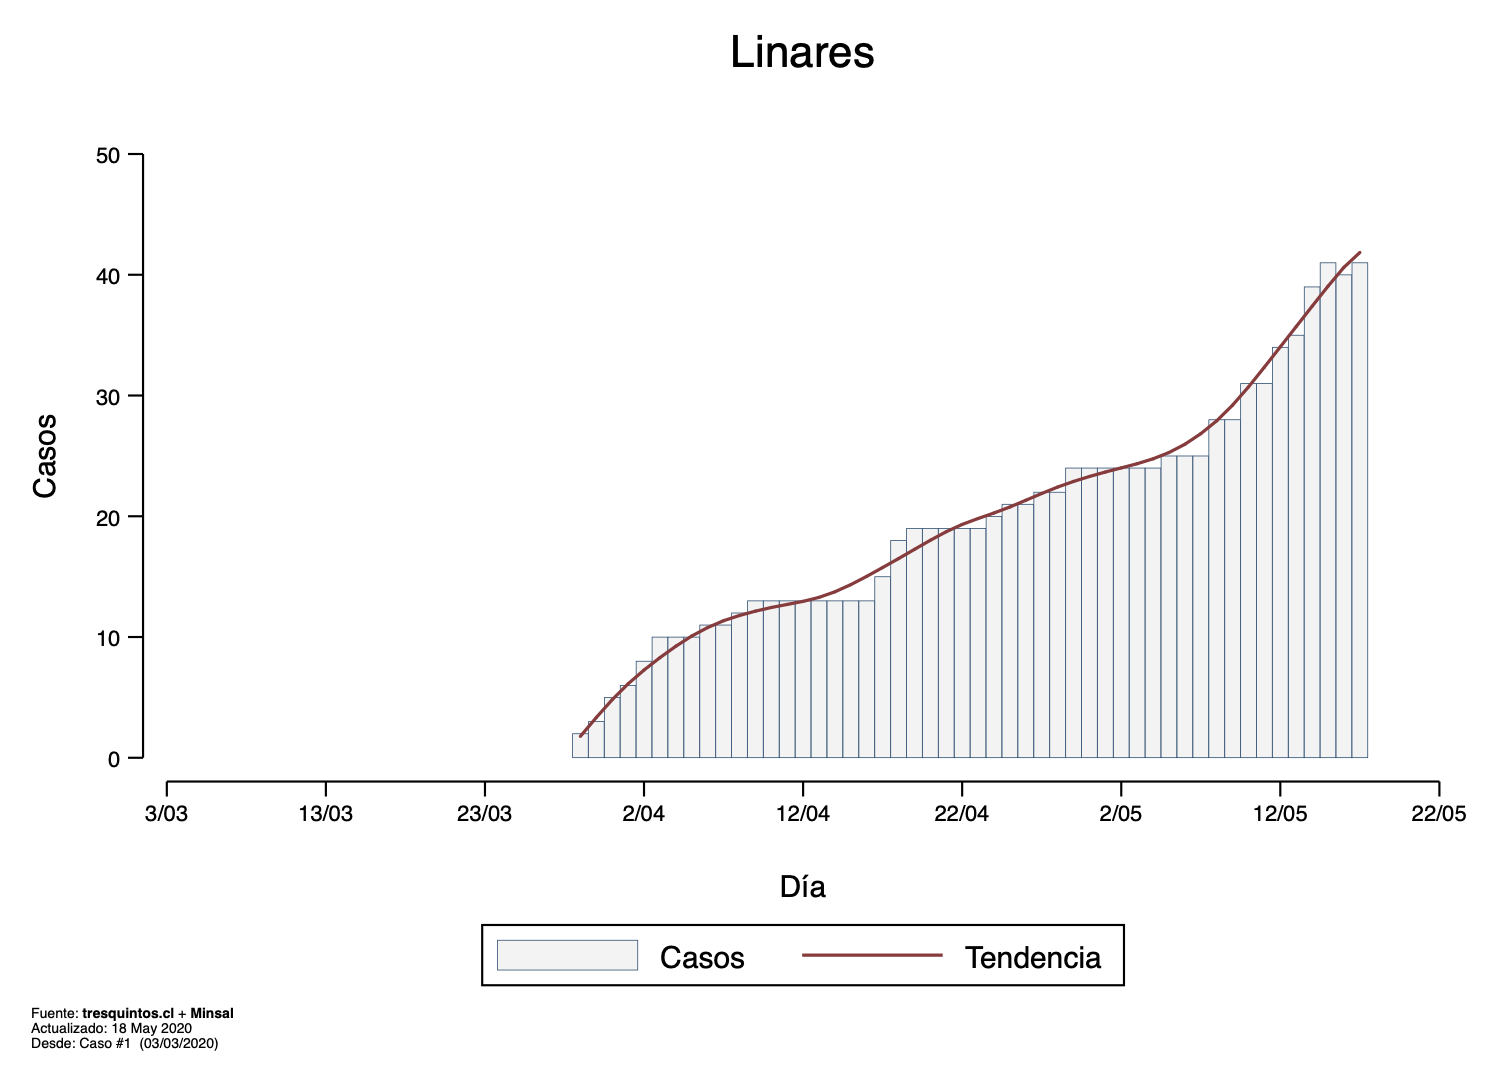 Linares
50
40
30
20
10
0
Casos
3/03 13/03 23/03 2/04 12/04 22/04 2/05 12/05 22/05
Día
Casos Tendencia
Fuente: tresquintos.cl + Minsal
Actualizado: 18 May 2020
Desde: Caso #1 (03/03/2020)